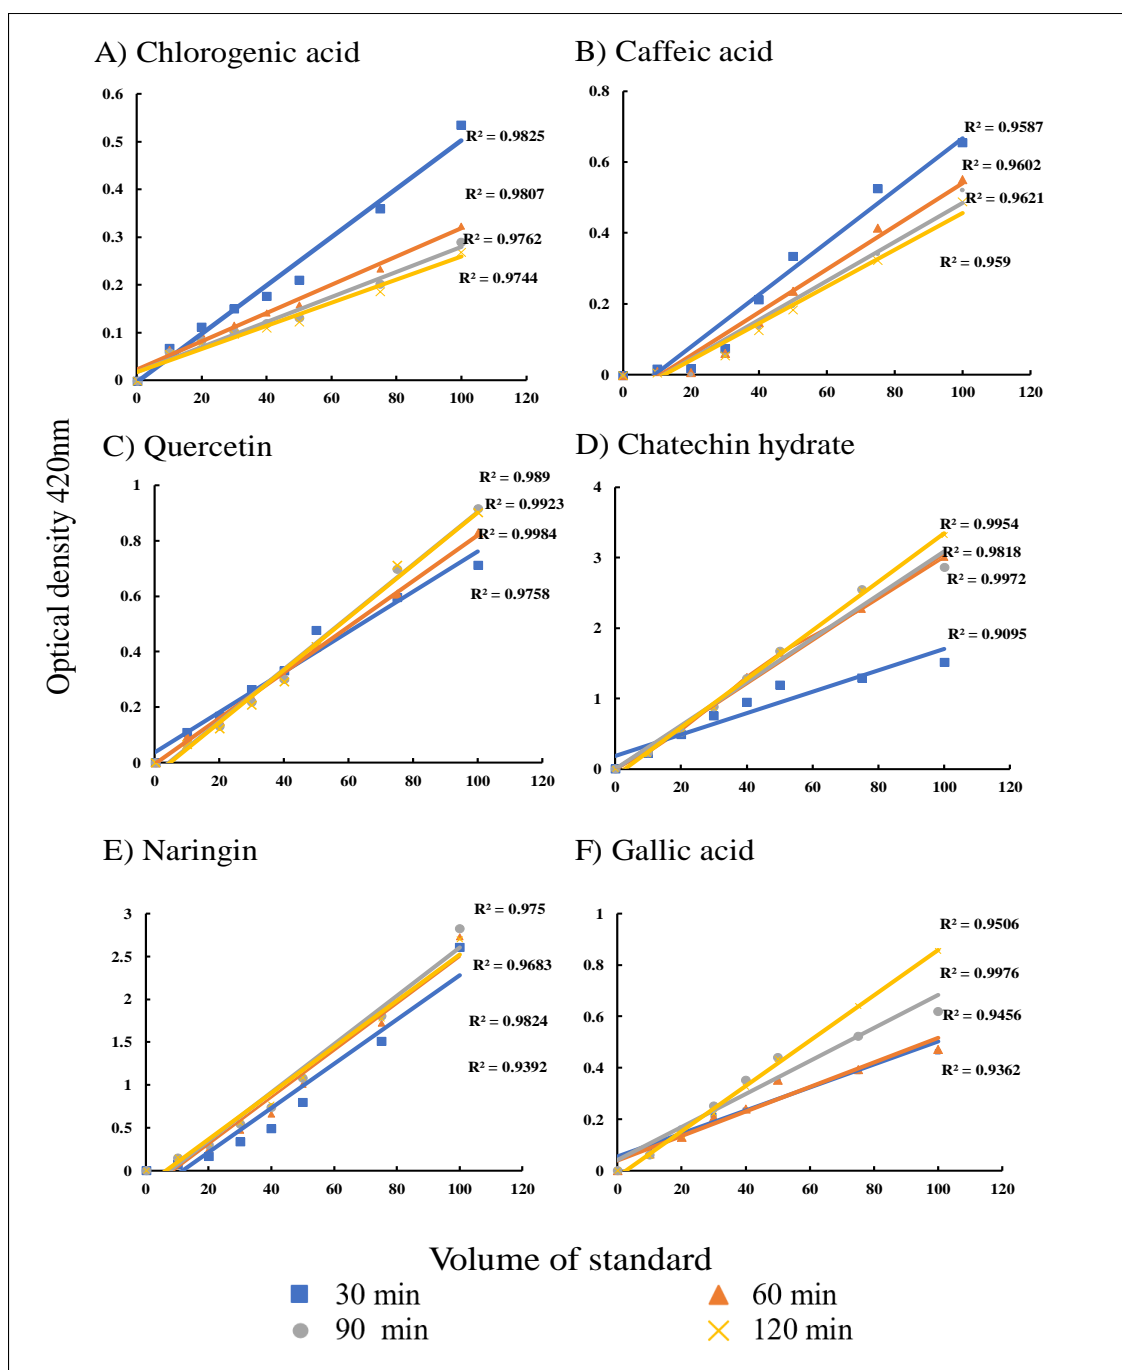 A) Chlorogenic acid
0.6
0.5
0.4
0.3
0.2
0.1
0
0 20 40 60 80 100 120
R² = 0.9825
R² = 0.9807
R² = 0.9762
R² = 0.9744
B) Caffeic acid
0.8
0.6
0.4
0.2
0
0 20 40 60 80 100 120
R² = 0.9587
R² = 0.9602
R² = 0.9621
R² = 0.959
Optical density 420nm
C) Quercetin
1
0.8
0.6
0.4
0.2
0
0 20 40 60 80 100 120
R² = 0.989
R² = 0.9923
R² = 0.9984
R² = 0.9758
D) Chatechin hydrate
4
3
2
1
0
0 20 40 60 80 100 120
R² = 0.9954
R² = 0.9818
R² = 0.9972
R² = 0.9095
E) Naringin
3
2.5
2
1.5
1
0.5
0
0 20 40 60 80 100 120
R² = 0.975
R² = 0.9683
R² = 0.9824
R² = 0.9392
F) Gallic acid
1
0.8
0.6
0.4
0.2
0
0 20 40 60 80 100 120
R² = 0.9506
R² = 0.9976
R² = 0.9456
R² = 0.9362
Volume of standard
30 min
60 min
90 min
120 min